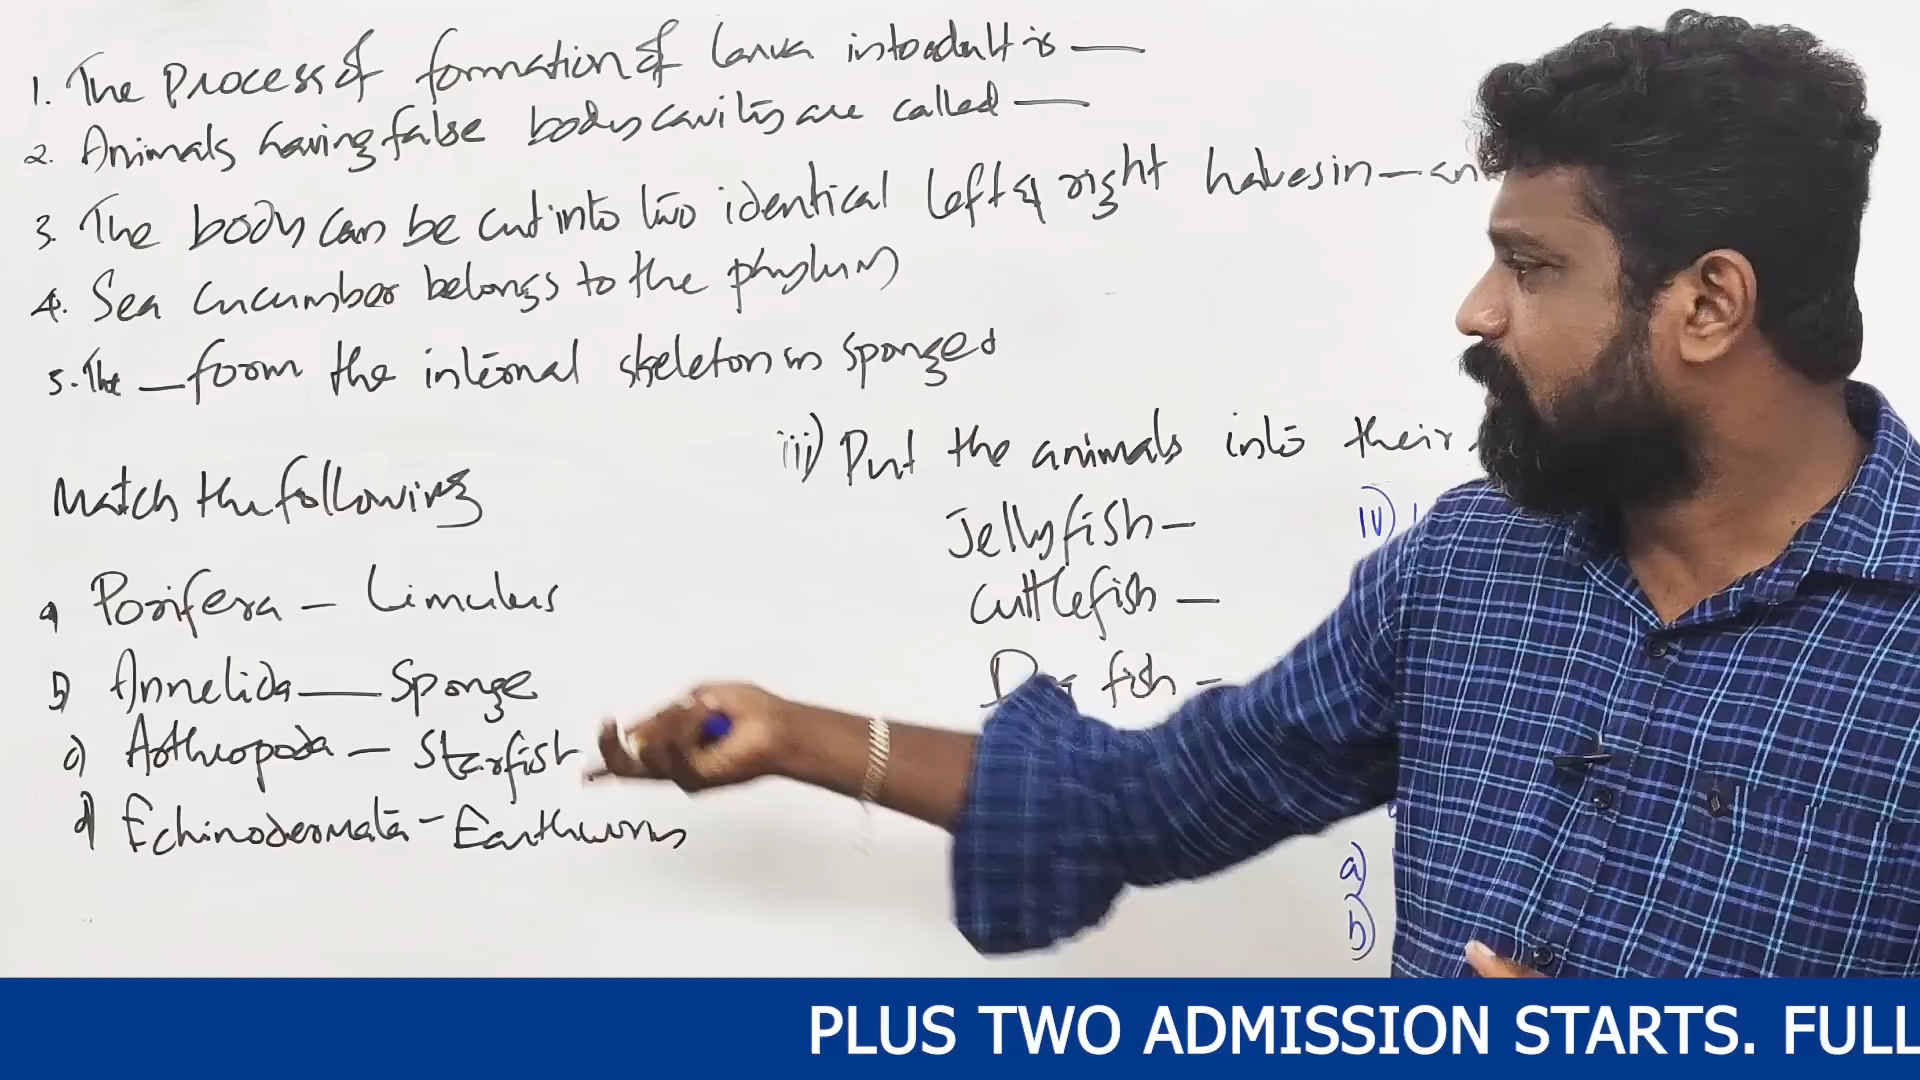 1. The Process of formation of larva into adult is —
2. Animals having false body cavity are called —
3. The body can be cut into two identical left & right halves in — an
4. Sea cucumber belongs to the phylum
5. The — form the internal skeleton in sponges
Match the following
a) Porifera — Limulus
b) Annelida — Sponge
c) Arthropoda — Starfish
d) Echinodermata - Earthworm
iii) Put the animals into their
Jellyfish —
Cuttlefish —
fish —
iv)
a)
b)
PLUS TWO ADMISSION STARTS. FULL